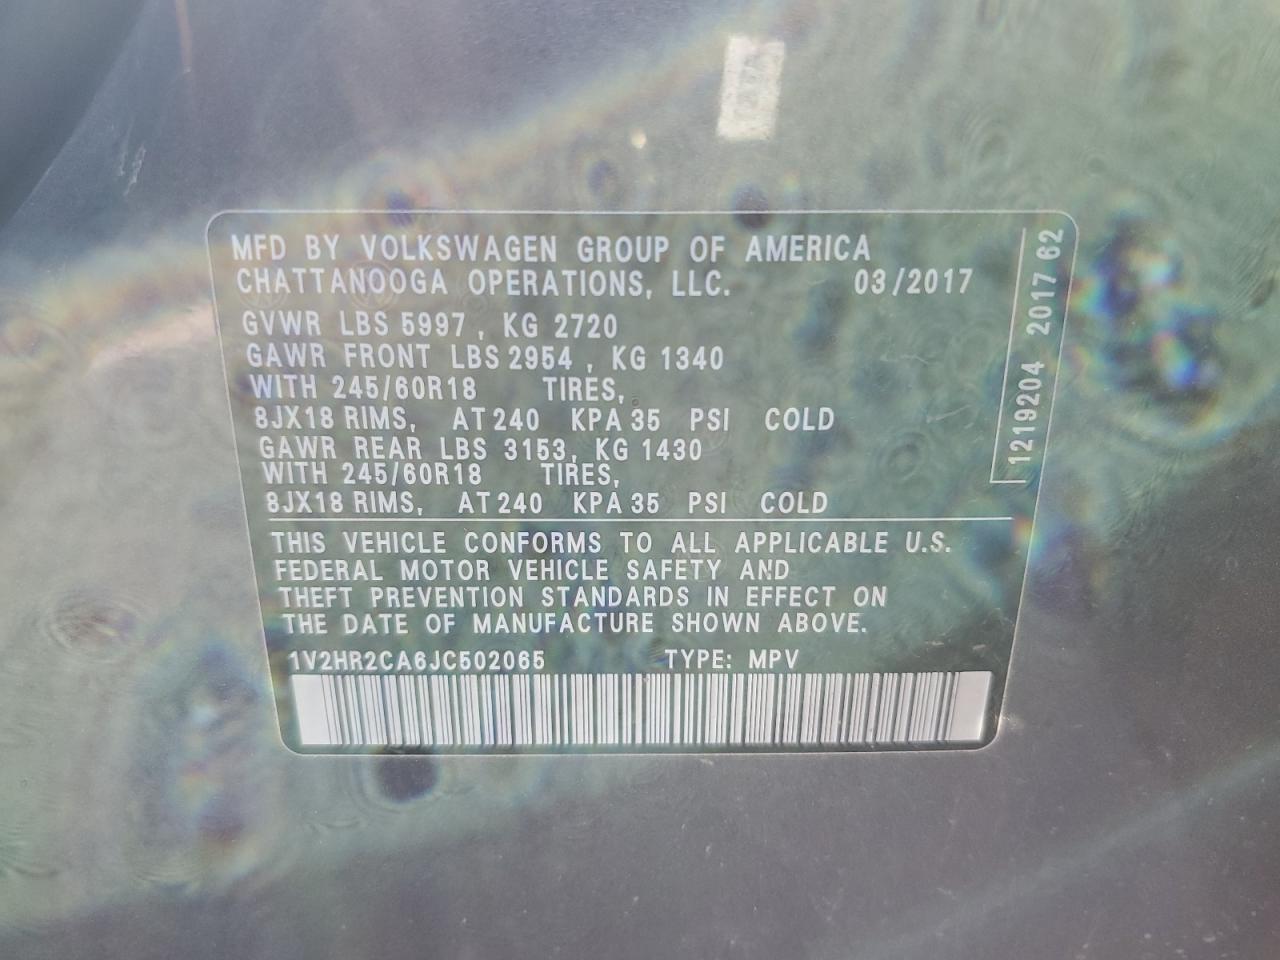 MFD BY VOLKSWAGEN GROUP OF AMERICA
CHATTANOOGA OPERATIONS, LLC. 03/2017
GVWR LBS 5997 , KG 2720
GAWR FRONT LBS 2954 , KG 1340
WITH 245/60R18 TIRES,
8JX18 RIMS, AT 240 KPA 35 PSI COLD
GAWR REAR LBS 3153, KG 1430
WITH 245/60R18 TIRES,
8JX18 RIMS, AT 240 KPA 35 PSI COLD
THIS VEHICLE CONFORMS TO ALL APPLICABLE U.S.
FEDERAL MOTOR VEHICLE SAFETY AND
THEFT PREVENTION STANDARDS IN EFFECT ON
THE DATE OF MANUFACTURE SHOWN ABOVE.
1V2HR2CA6JC502065 TYPE: MPV
1219204 2017 62